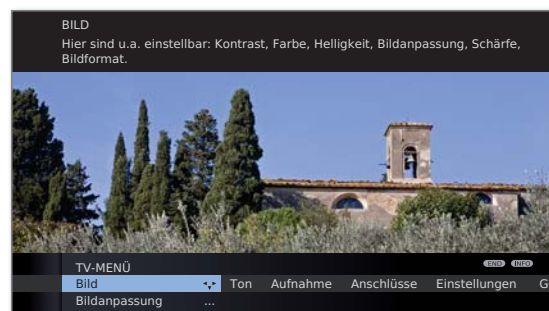 BILD
Hier sind u.a. einstellbar: Kontrast, Farbe, Helligkeit, Bildanpassung, Schärfe,
Bildformat.
TV-MENÜ
END INFO
Bild Ton Aufnahme Anschlüsse Einstellungen G
Bildanpassung ...